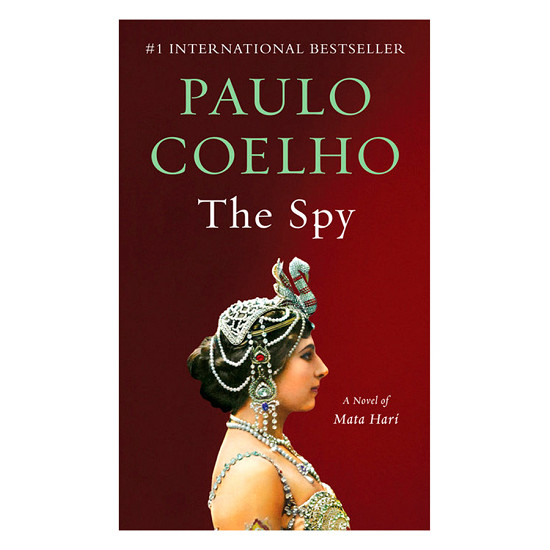 #1 INTERNATIONAL BESTSELLER
PAULO
COELHO
The Spy
A Novel of
Mata Hari